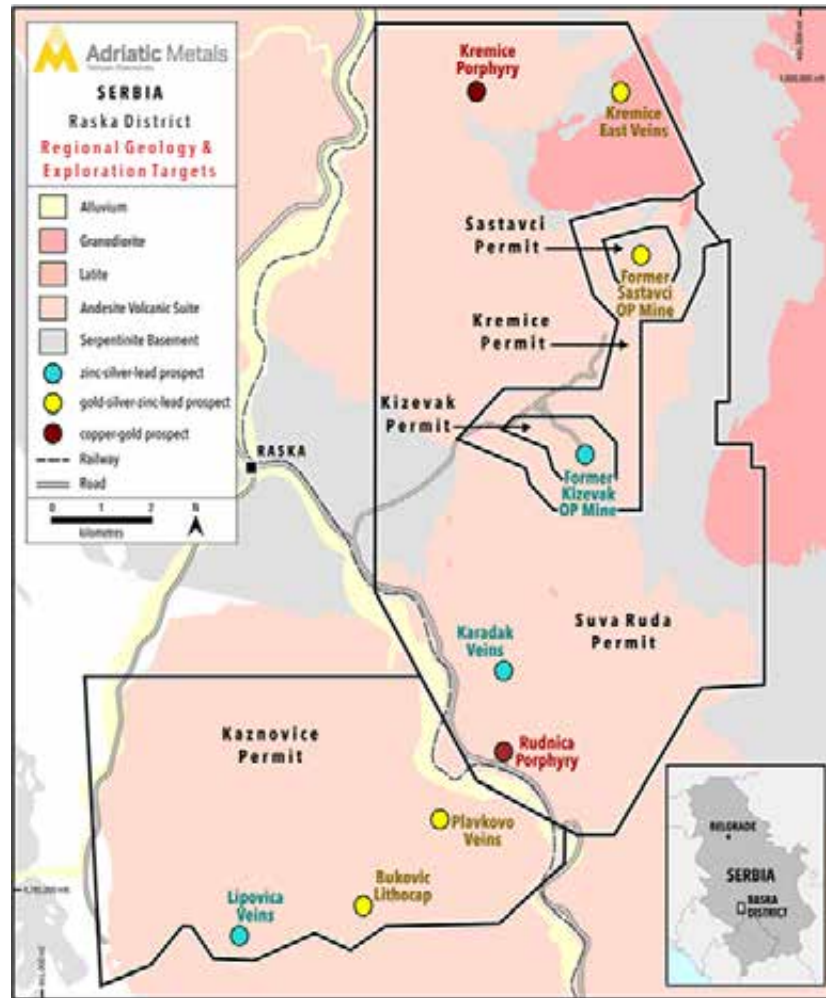 Adriatic Metals
SERBIA
Raska District
Regional Geology &
Exploration Targets
Alluvium
Granodiorite
Latite
Andesite Volcanic Suite
Serpentinite Basement
zinc-silver-lead prospect
gold-silver-zinc-lead prospect
copper-gold prospect
Railway
Road
0 1 2
kilometres
N
Kremice
Porphyry
Kremice
East Veins
Sastavci
Permit
Former
Sastavci
OP Mine
Kremice
Permit
Kizevak
Permit
Former
Kizevak
OP Mine
RASKA
Karadak
Veins
Suva Ruda
Permit
Kaznovice
Permit
Rudnica
Porphyry
Plavkovo
Veins
Bukovic
Lithocap
Lipovica
Veins
BELGRADE
SERBIA
RASKA
DISTRICT